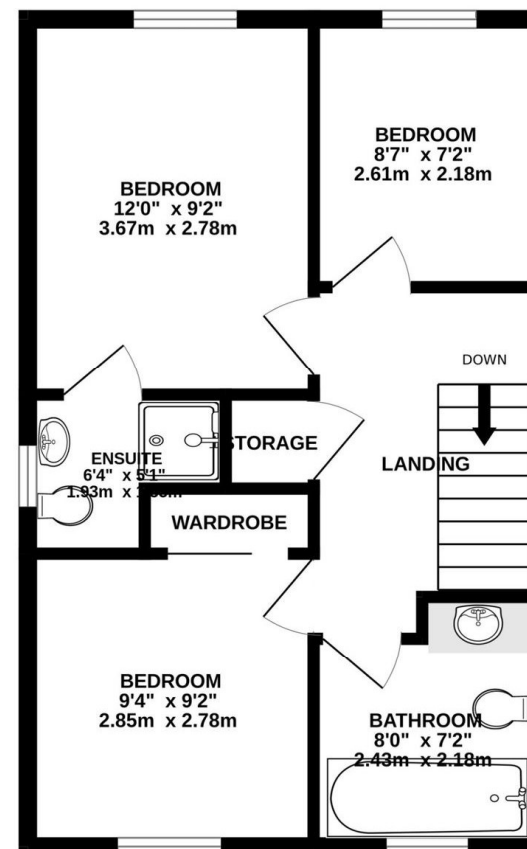 BEDROOM
12'0" x 9'2"
3.67m x 2.78m
BEDROOM
8'7" x 7'2"
2.61m x 2.18m
DOWN
STORAGE
LANDING
ENSUITE
6'4" x 5'1"
1.93m x
WARDROBE
BEDROOM
9'4" x 9'2"
2.85m x 2.78m
BATHROOM
8'0" x 7'2"
2.43m x 2.18m